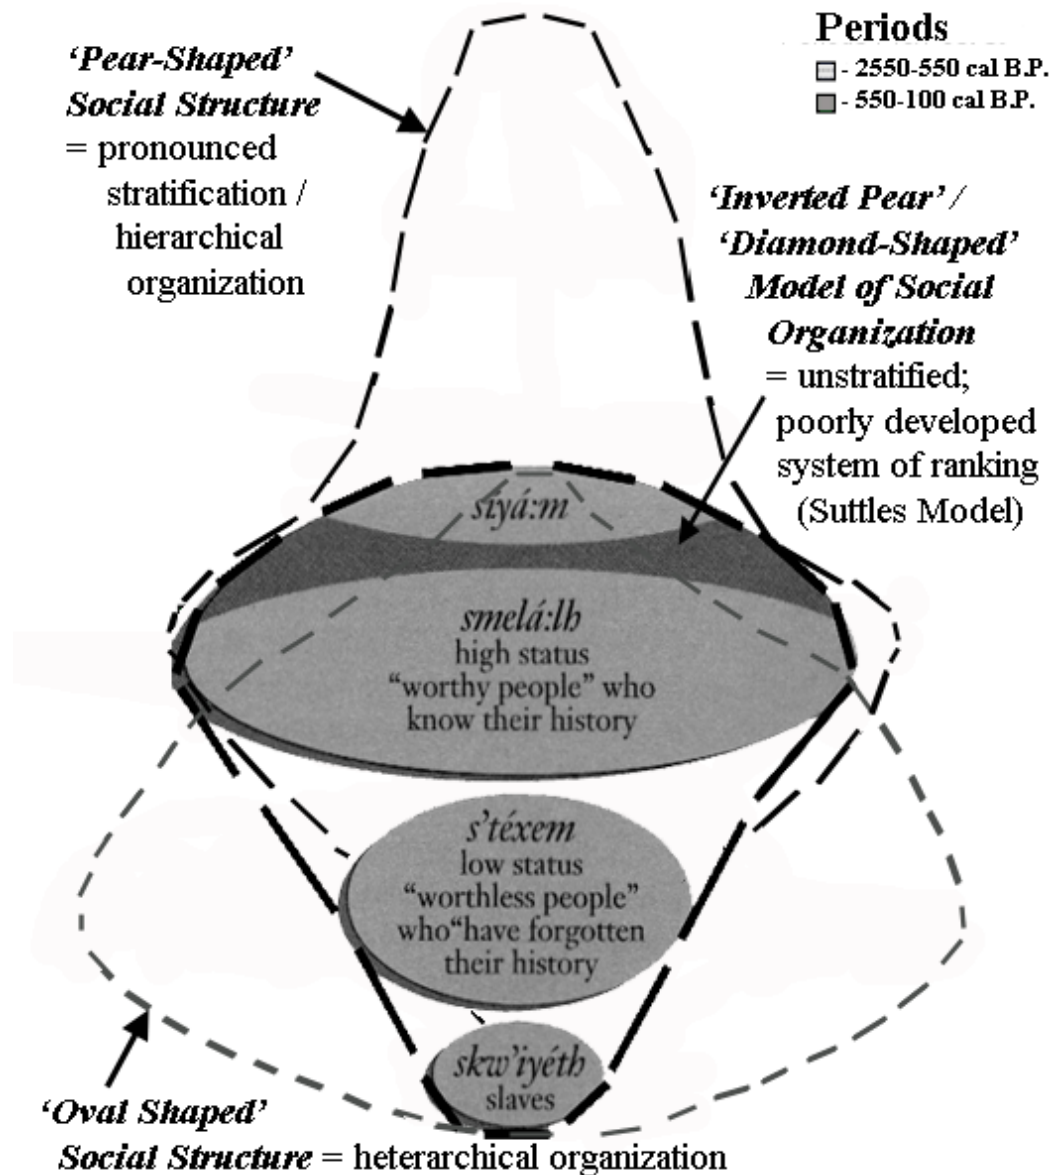 Periods
- 2550-550 cal B.P.
- 550-100 cal B.P.
‘Pear-Shaped’
Social Structure
= pronounced
stratification /
hierarchical
organization
‘Inverted Pear’ /
‘Diamond-Shaped’
Model of Social
Organization
= unstratified;
poorly developed
system of ranking
(Suttles Model)
siyá:m
smelá:lh
high status
“worthy people” who
know their history
s’téxem
low status
“worthless people”
who“have forgotten
their history
skw’iyéth
slaves
‘Oval Shaped’
Social Structure = heterarchical organization